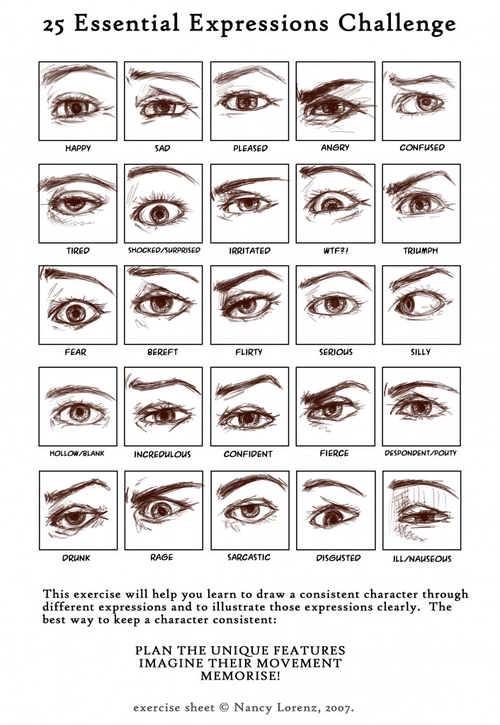 25 Essential Expressions Challenge
HAPPY SAD PLEASED ANGRY CONFUSED
TIRED SHOCKED/SURPRISED IRRITATED WTF?! TRIUMPH
FEAR BEREFT FLIRTY SERIOUS SILLY
HOLLOW/BLANK INCREDULOUS CONFIDENT FIERCE DESPONDENT/POUTY
DRUNK RAGE SARCASTIC DISGUSTED ILL/NAUSEOUS
This exercise will help you learn to draw a consistent character through
different expressions and to illustrate those expressions clearly. The
best way to keep a character consistent:
PLAN THE UNIQUE FEATURES
IMAGINE THEIR MOVEMENT
MEMORISE!
exercise sheet © Nancy Lorenz, 2007.